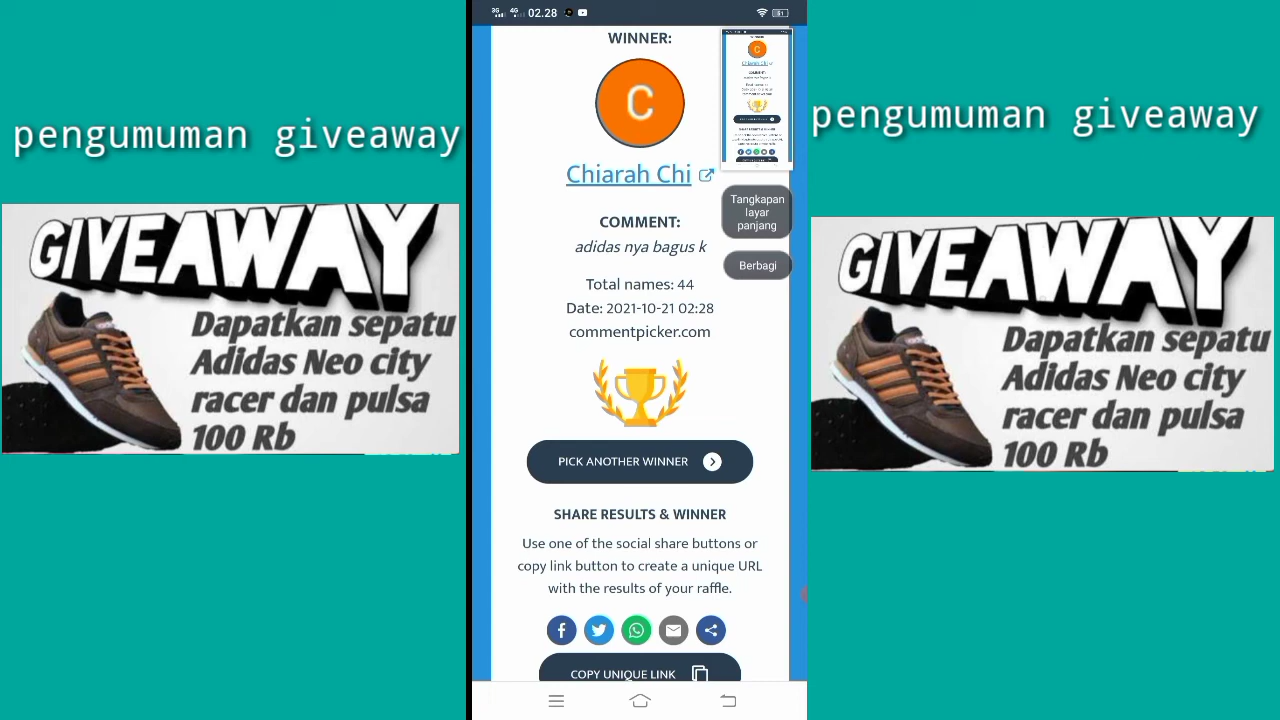 pengumuman giveaway
GIVEAWAY
Dapatkan sepatu
Adidas Neo city
racer dan pulsa
100 Rb
3G 4G 02.28
51
WINNER:
C
Chiarah Chi
COMMENT:
adidas nya bagus k
Total names: 44
Date: 2021-10-21 02:28
commentpicker.com
PICK ANOTHER WINNER
SHARE RESULTS & WINNER
Use one of the social share buttons or
copy link button to create a unique URL
with the results of your raffle.
COPY UNIQUE LINK
Tangkapan
layar
panjang
Berbagi
pengumuman giveaway
GIVEAWAY
Dapatkan sepatu
Adidas Neo city
racer dan pulsa
100 Rb